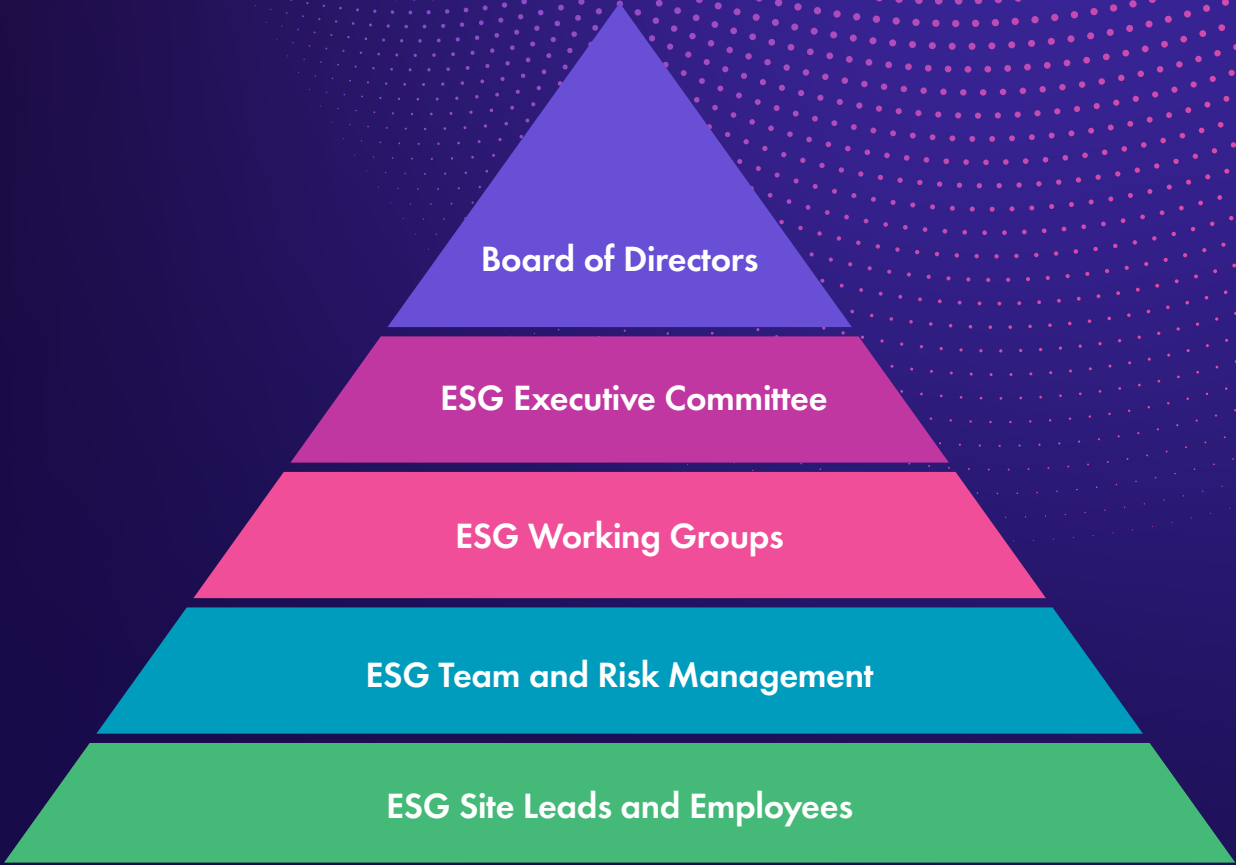 Board of Directors
ESG Executive Committee
ESG Working Groups
ESG Team and Risk Management
ESG Site Leads and Employees